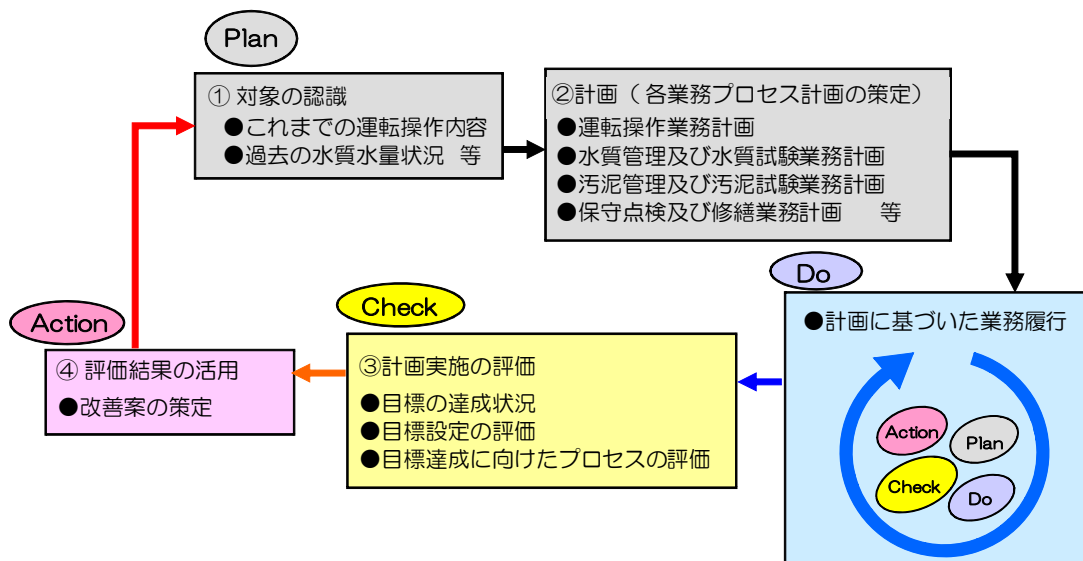 Plan
① 対象の認識
●これまでの運転操作内容
●過去の水質水量状況 等
②計画（ 各業務プロセス計画の策定）
●運転操作業務計画
●水質管理及び水質試験業務計画
●汚泥管理及び汚泥試験業務計画
●保守点検及び修繕業務計画 等
Do
●計画に基づいた業務履行
Action
Plan
Check
Do
Check
③計画実施の評価
●目標の達成状況
●目標設定の評価
●目標達成に向けたプロセスの評価
Action
④ 評価結果の活用
●改善案の策定